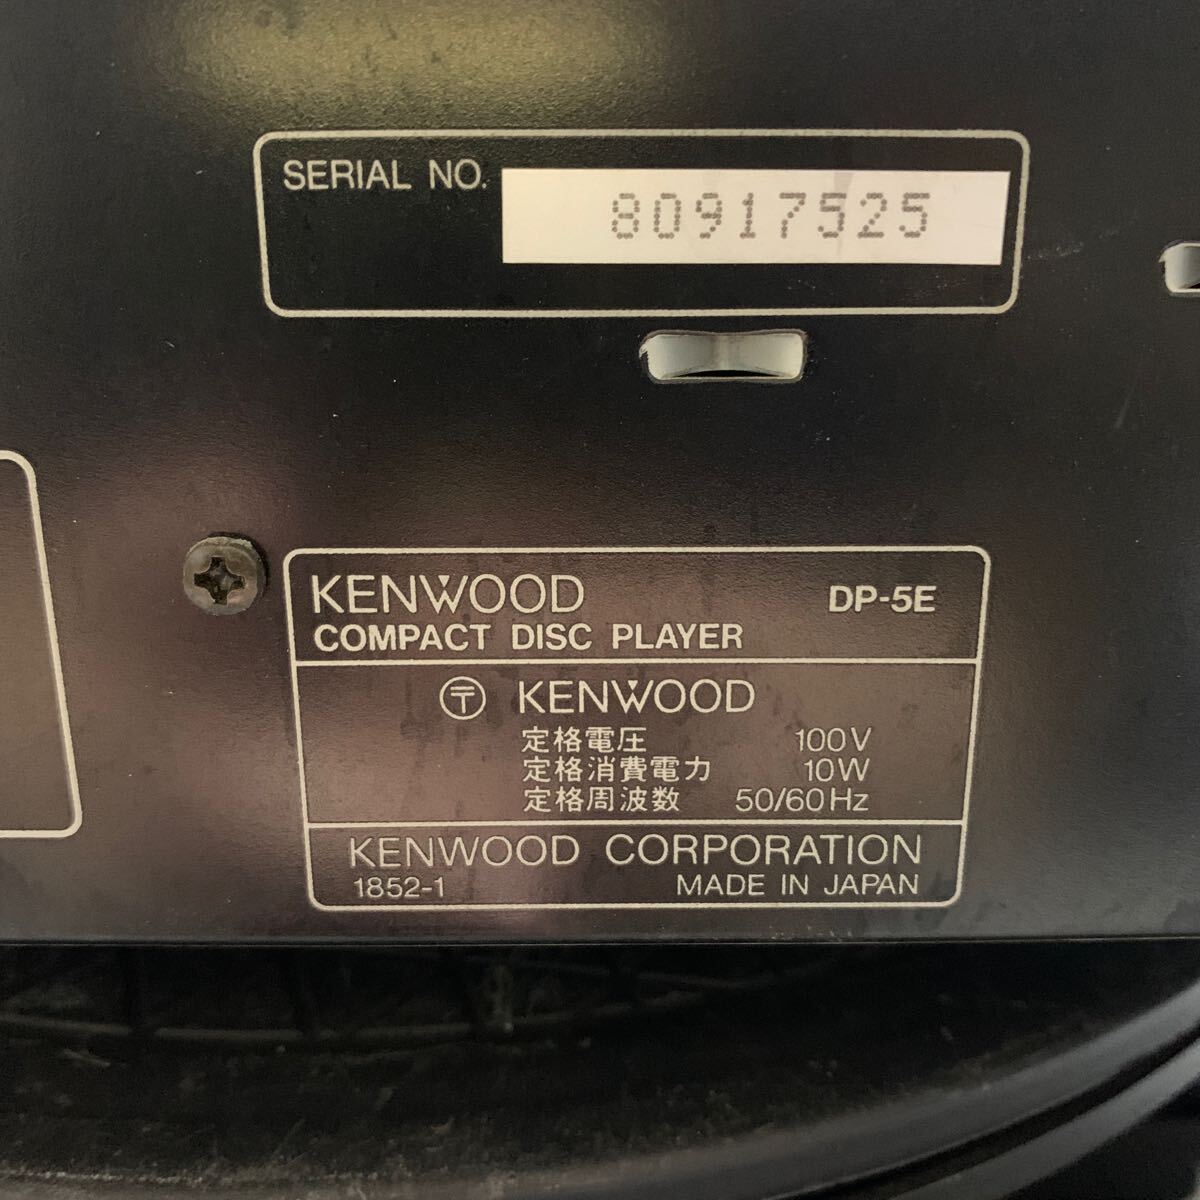 SERIAL NO. 80917525
KENWOOD DP-5E
COMPACT DISC PLAYER
〶 KENWOOD
定格電圧 100V
定格消費電力 10W
定格周波数 50/60Hz
KENWOOD CORPORATION
1852-1 MADE IN JAPAN